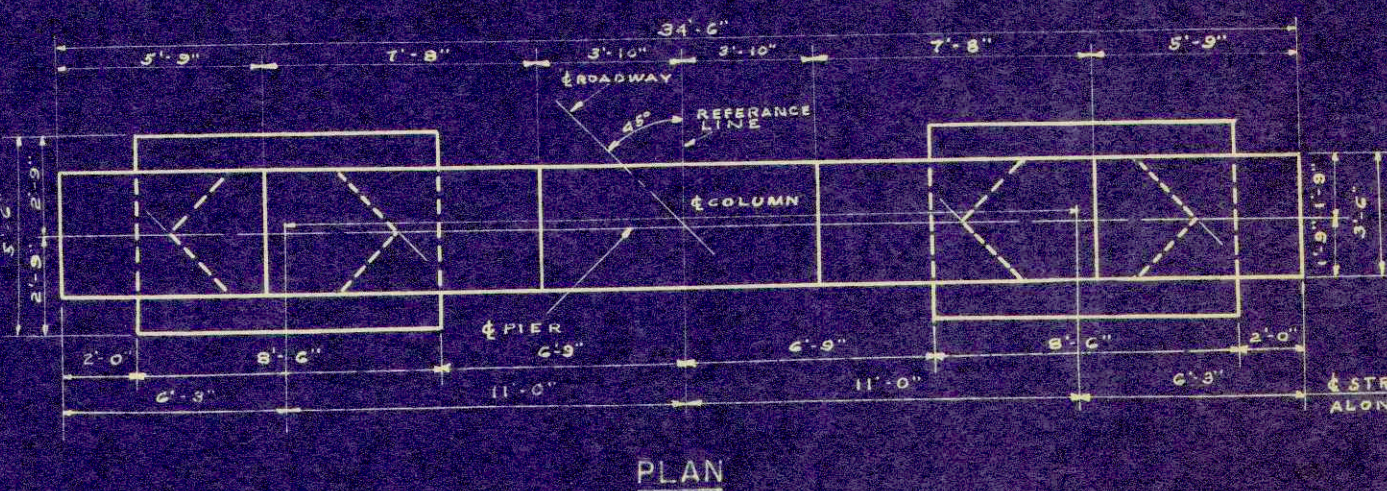 34'-6"
5'-9" 7'-8" 3'-10" 3'-10" 7'-8" 5'-9"
℄ ROADWAY
45°
REFERANCE
LINE
5'-6"
2'-9"
2'-9"
℄ COLUMN
1'-9" 1'-9"
3'-6"
℄ PIER
2'-0" 8'-6" 6'-9" 6'-9" 8'-6" 2'-0"
6'-3" 11'-0" 11'-0" 6'-3"
℄ STR
ALON
PLAN